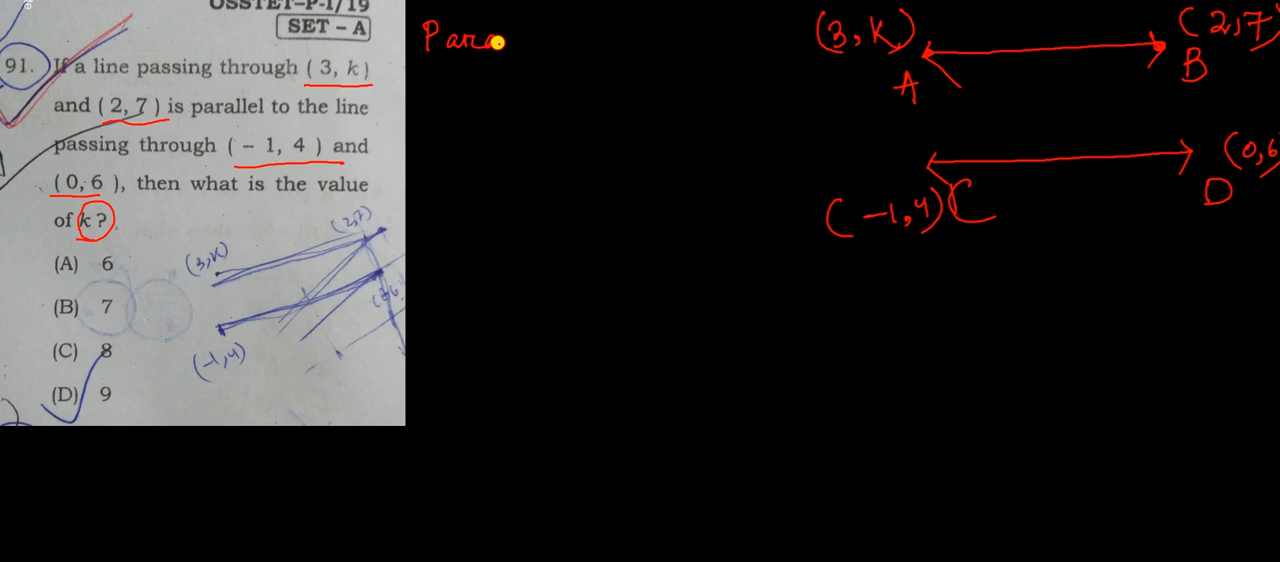 OSSTET-P-I/19
SET – A
91. If a line passing through ( 3, k )
and ( 2, 7 ) is parallel to the line
passing through ( – 1, 4 ) and
( 0, 6 ), then what is the value
of k ?
(A) 6
(B) 7
(C) 8
(D) 9
(3,K)
(2,7)
(-1,4)
Para
(3, K)
(2,7)
A
B
(0,6
(-1,4) C
D